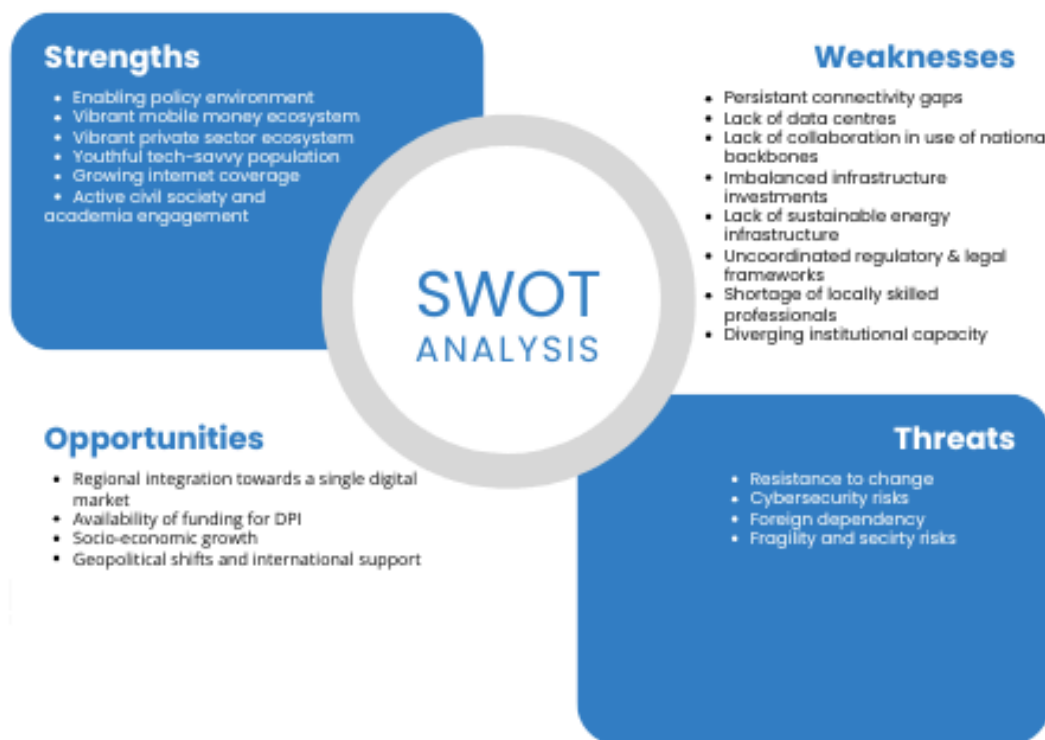 Strengths
• Enabling policy environment
• Vibrant mobile money ecosystem
• Vibrant private sector ecosystem
• Youthful tech-savvy population
• Growing internet coverage
• Active civil society and
academia engagement
Weaknesses
• Persistant connectivity gaps
• Lack of data centres
• Lack of collaboration in use of nationa
backbones
• Imbalanced infrastructure
investments
• Lack of sustainable energy
infrastructure
• Uncoordinated regulatory & legal
frameworks
• Shortage of locally skilled
professionals
• Diverging institutional capacity
SWOT
ANALYSIS
Opportunities
• Regional integration towards a single digital
market
• Availability of funding for DPI
• Socio-economic growth
• Geopolitical shifts and international support
Threats
• Resistance to change
• Cybersecurity risks
• Foreign dependency
• Fragility and secirty risks